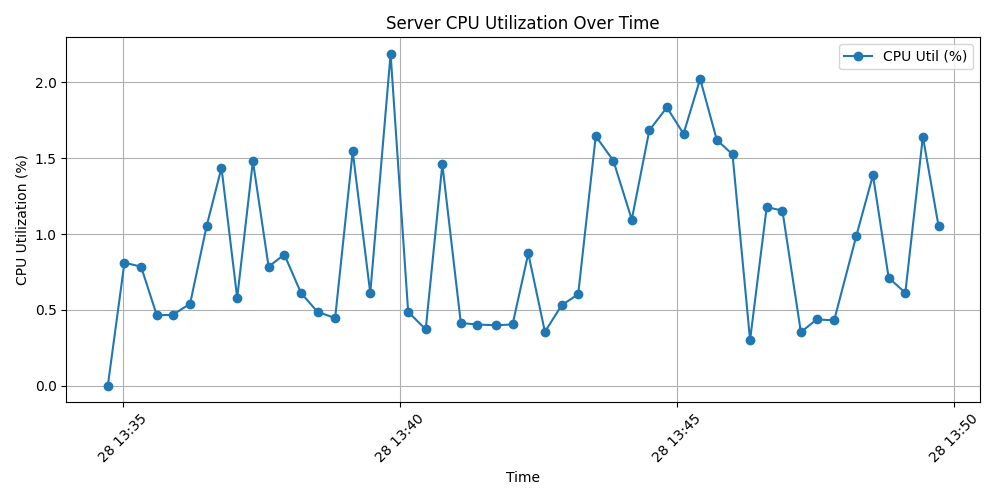 Server CPU Utilization Over Time
CPU Util (%)
CPU Utilization (%)
2.0
1.5
1.0
0.5
0.0
28 13:35
28 13:40
28 13:45
28 13:50
Time